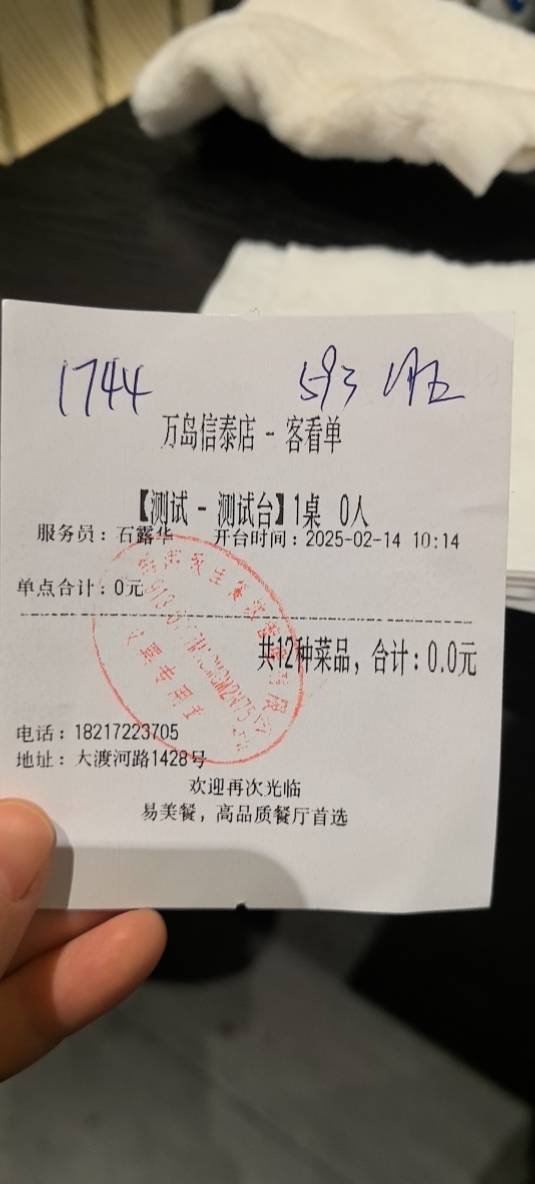 1744 593
万岛信泰店 - 客看单
【测试 - 测试台】1桌 0人
服务员：石露华 开台时间：2025-02-14 10:14
单点合计：0元
共12种菜品，合计：0.0元
电话：18217223705
地址：大渡河路1428号
欢迎再次光临
易美餐，高品质餐厅首选